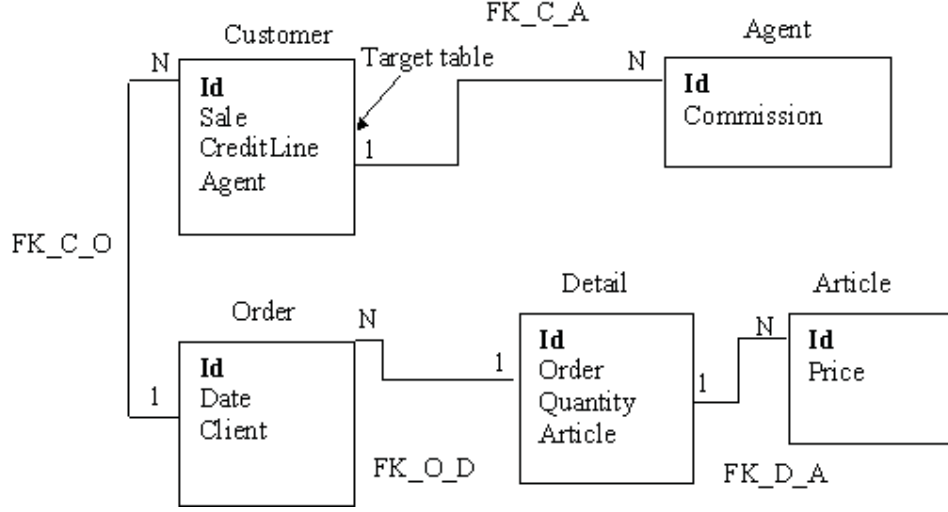 FK_C_A
Customer
Agent
N
Target table
N
Id
Sale
CreditLine
Agent
1
Id
Commission
FK_C_O
Order
Detail
Article
N
1
Id
Date
Client
1
Id
Order
Quantity
Article
1
N
Id
Price
FK_O_D
FK_D_A